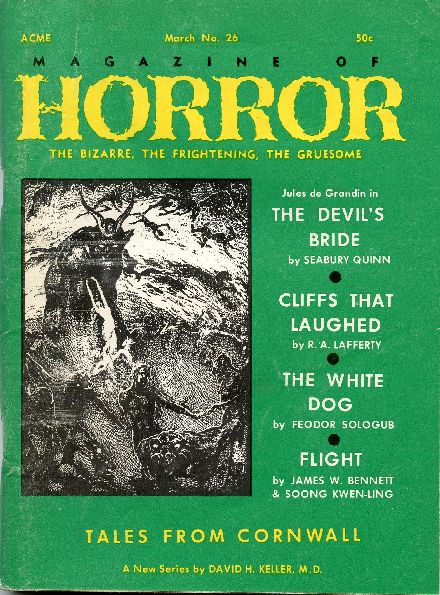 ACME March No. 26 50c
MAGAZINE OF
HORROR
THE BIZARRE, THE FRIGHTENING, THE GRUESOME
Jules de Grandin in
THE DEVIL'S
BRIDE
by SEABURY QUINN
CLIFFS THAT
LAUGHED
by R. A. LAFFERTY
THE WHITE
DOG
by FEODOR SOLOGUB
FLIGHT
by JAMES W. BENNETT
& SOONG KWEN-LING
TALES FROM CORNWALL
A New Series by DAVID H. KELLER, M.D.